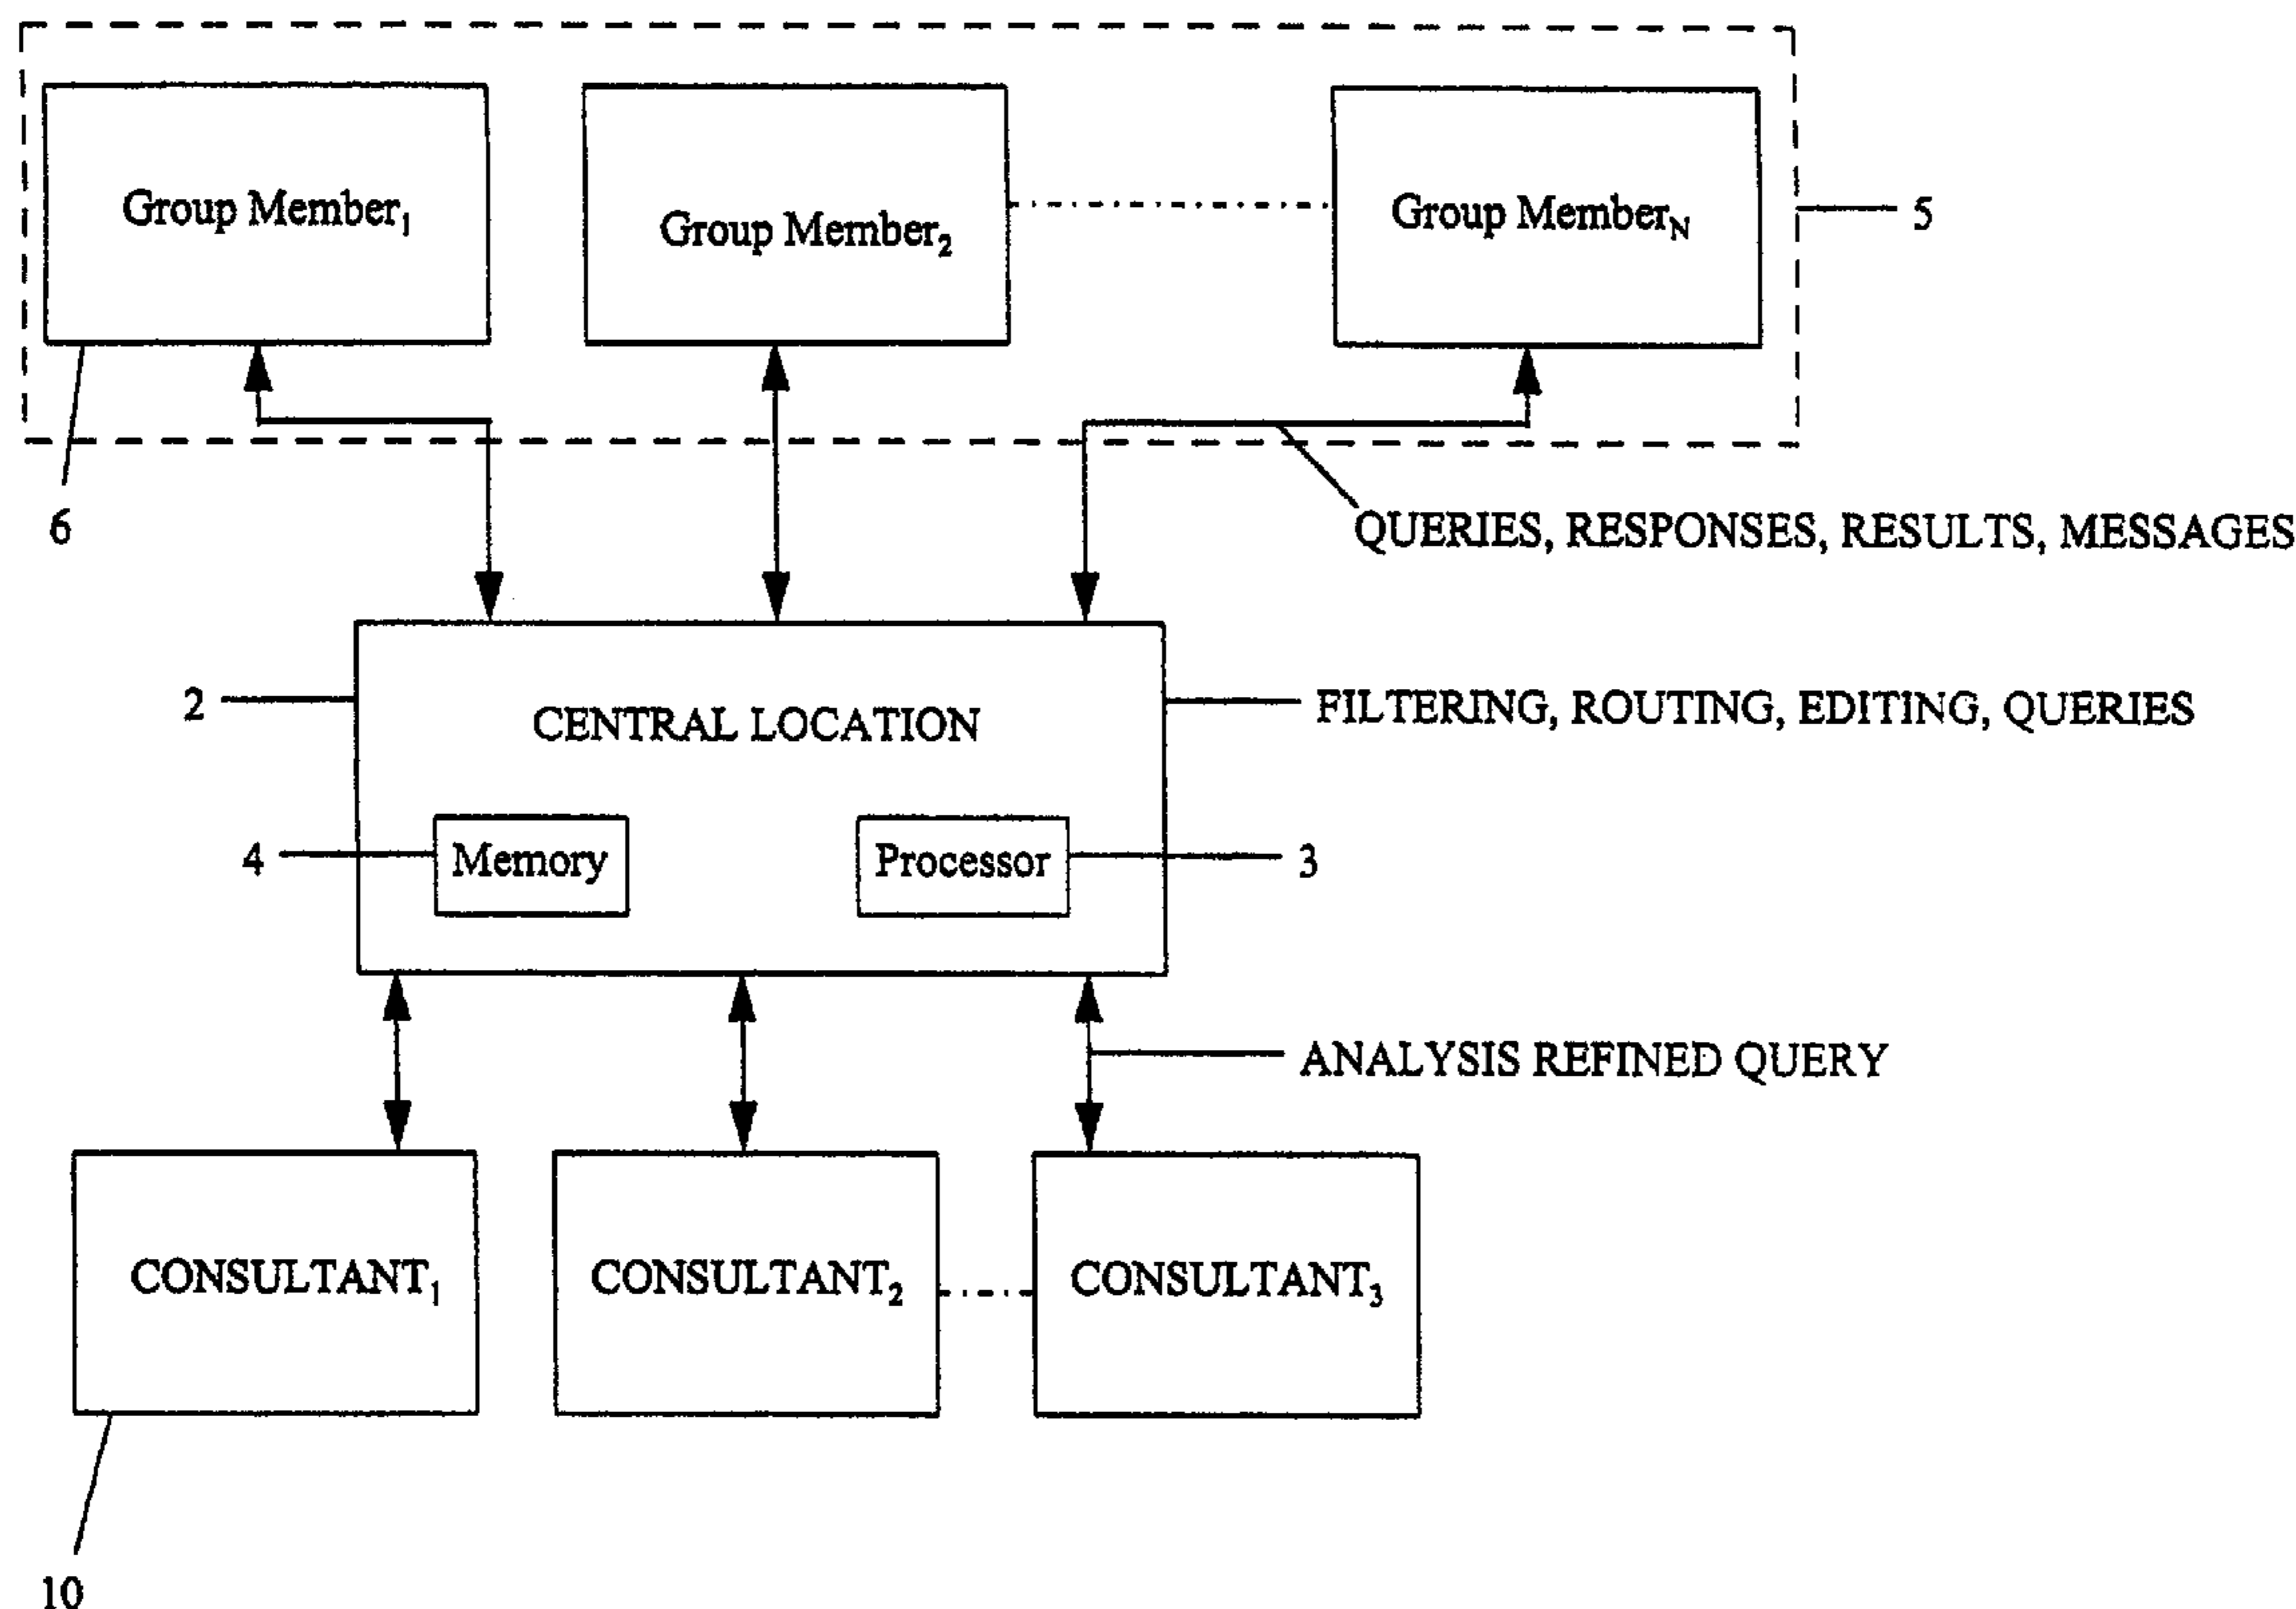 Group Member₁
Group Member₂
Group Member_N
5
6
QUERIES, RESPONSES, RESULTS, MESSAGES
2
CENTRAL LOCATION
FILTERING, ROUTING, EDITING, QUERIES
4
Memory
Processor
3
ANALYSIS REFINED QUERY
CONSULTANT₁
CONSULTANT₂
CONSULTANT₃
10